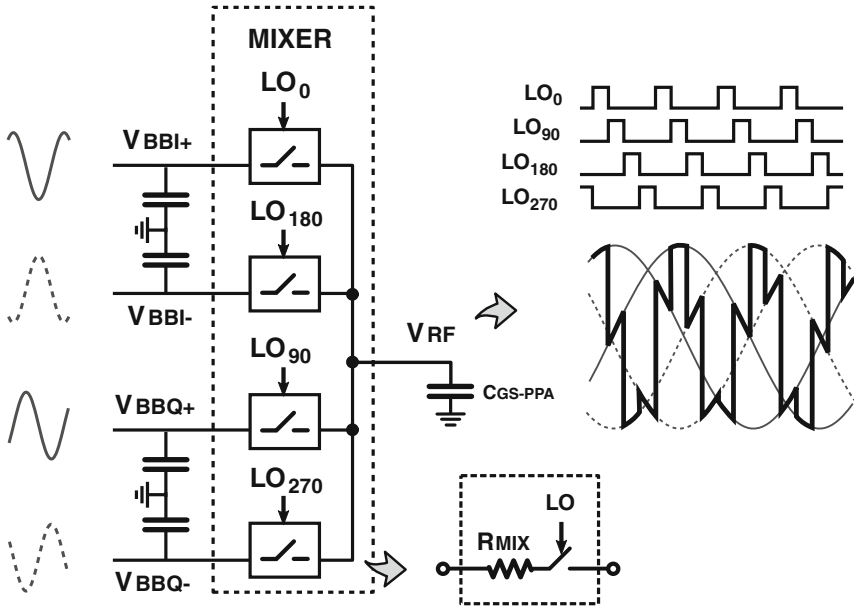 MIXER
LO0
VBBI+
LO180
VBBI-
LO90
VBBQ+
LO270
VBBQ-
VRF
CGS-PPA
LO
RMIX
LO0
LO90
LO180
LO270